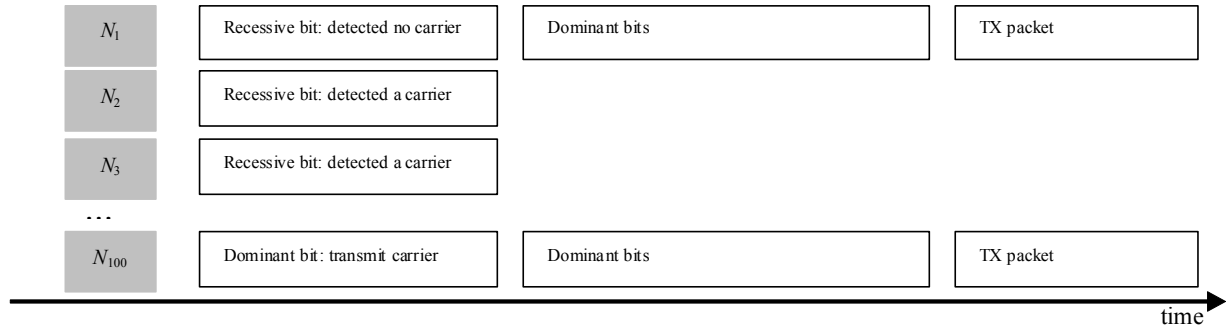 N1 Recessive bit: detected no carrier Dominant bits TX packet
N2 Recessive bit: detected a carrier
N3 Recessive bit: detected a carrier
...
N100 Dominant bit: transmit carrier Dominant bits TX packet
time